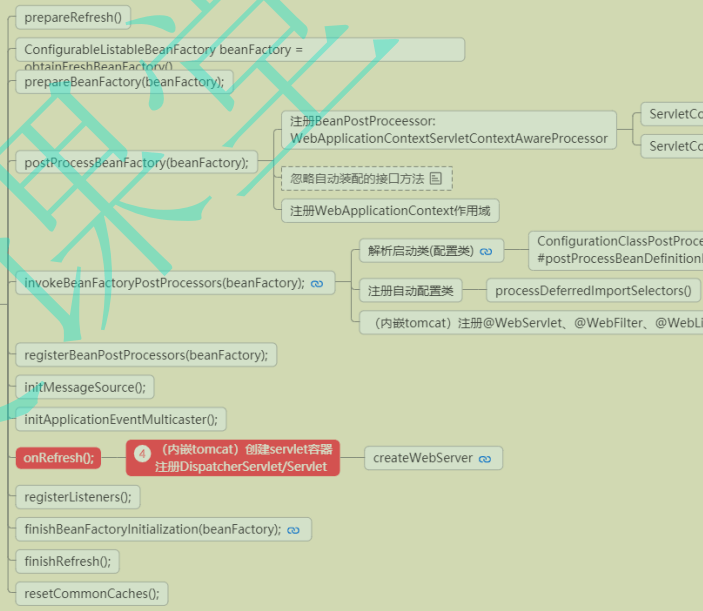 prepareRefresh()
ConfigurableListableBeanFactory beanFactory =
obtainFreshBeanFactory()
prepareBeanFactory(beanFactory);
注册BeanPostProceessor:
WebApplicationContextServletContextAwareProcessor
ServletCo
ServletCo
postProcessBeanFactory(beanFactory);
忽略自动装配的接口方法
注册WebApplicationContext作用域
解析启动类(配置类)
ConfigurationClassPostProce
#postProcessBeanDefinition
invokeBeanFactoryPostProcessors(beanFactory);
注册自动配置类
processDeferredImportSelectors()
（内嵌tomcat）注册@WebServlet、@WebFilter、@WebLi
registerBeanPostProcessors(beanFactory);
initMessageSource();
initApplicationEventMulticaster();
onRefresh();
4 （内嵌tomcat）创建servlet容器
注册DispatcherServlet/Servlet
createWebServer
registerListeners();
finishBeanFactoryInitialization(beanFactory);
finishRefresh();
resetCommonCaches();